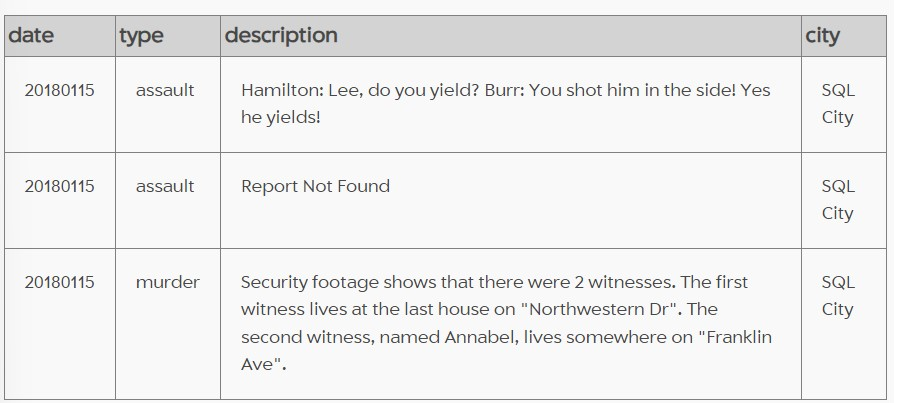 date type description city
20180115 assault Hamilton: Lee, do you yield? Burr: You shot him in the side! Yes SQL
he yields! City
20180115 assault Report Not Found SQL
City
20180115 murder Security footage shows that there were 2 witnesses. The first SQL
witness lives at the last house on "Northwestern Dr". The City
second witness, named Annabel, lives somewhere on "Franklin
Ave".